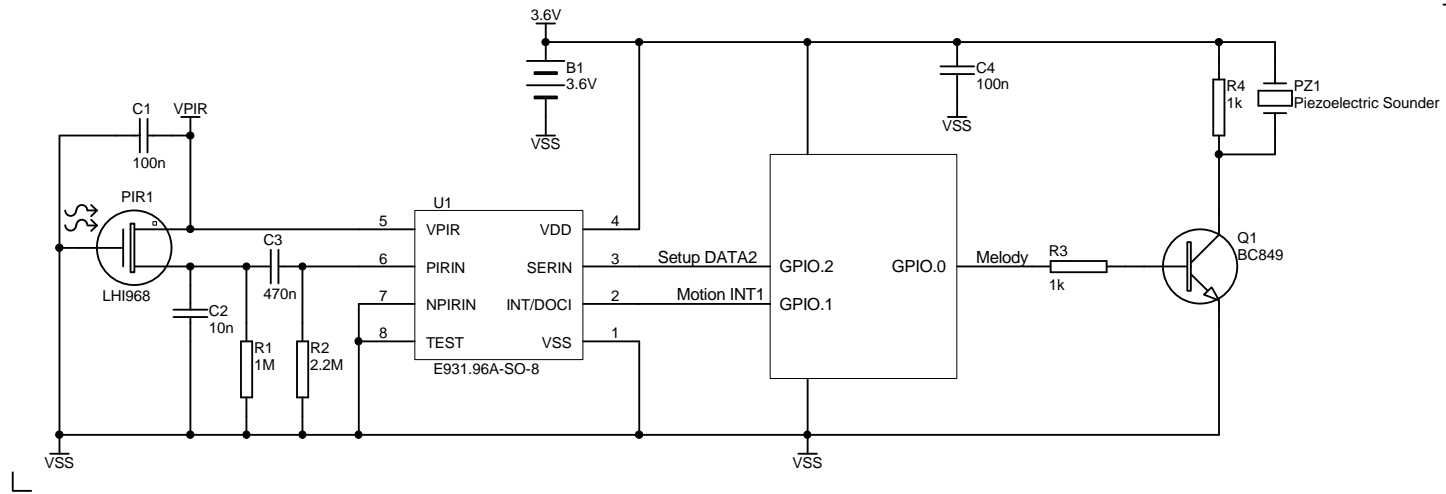 3.6V
B1
3.6V
VSS
C4
100n
VSS
R4
1k
PZ1
Piezoelectric Sounder
C1
100n
VPIR
PIR1
LHI968
C2
10n
C3
470n
R1
1M
R2
2.2M
U1
5 VPIR VDD 4
6 PIRIN SERIN 3
7 NPIRIN INT/DOCI 2
8 TEST VSS 1
E931.96A-SO-8
Setup DATA2
Motion INT1
GPIO.2 GPIO.0
GPIO.1
Melody
R3
1k
Q1
BC849
VSS
VSS